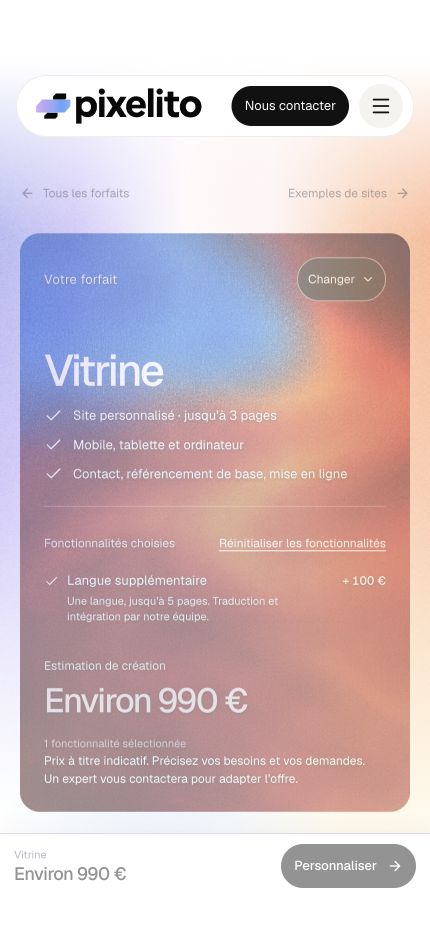 pixelito
Nous contacter
Tous les forfaits
Exemples de sites
Votre forfait
Changer
Vitrine
Site personnalisé · jusqu'à 3 pages
Mobile, tablette et ordinateur
Contact, référencement de base, mise en ligne
Fonctionnalités choisies
Réinitialiser les fonctionnalités
Langue supplémentaire
+ 100 €
Une langue, jusqu'à 5 pages. Traduction et
intégration par notre équipe.
Estimation de création
Environ 990 €
1 fonctionnalité sélectionnée
Prix à titre indicatif. Précisez vos besoins et vos demandes.
Un expert vous contactera pour adapter l'offre.
Vitrine
Environ 990 €
Personnaliser